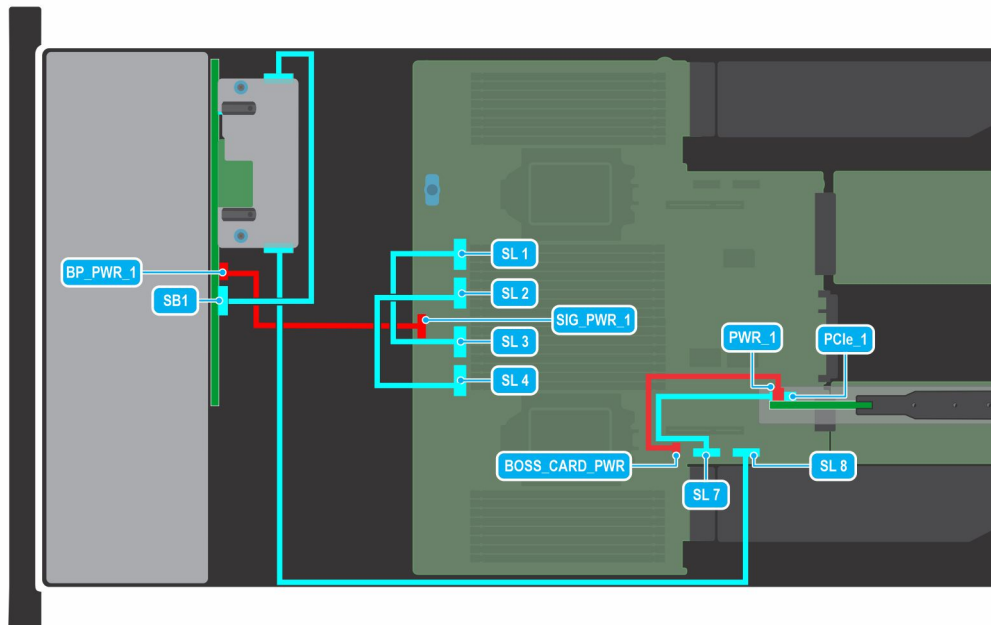 SL 1
BP_PWR_1
SL 2
SB1
SIG_PWR_1
SL 3
PWR_1
PCIe_1
SL 4
BOSS_CARD_PWR
SL 8
SL 7